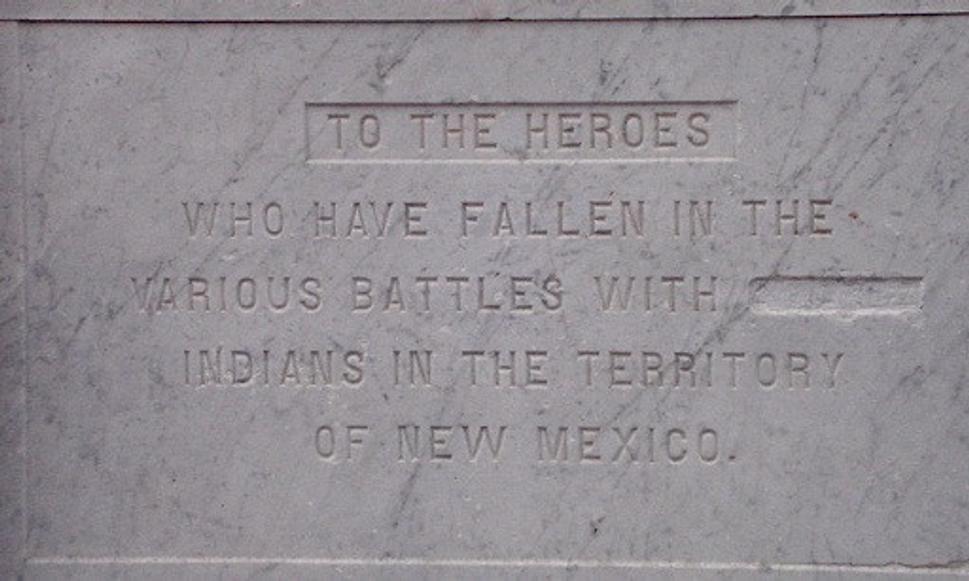 TO THE HEROES
WHO HAVE FALLEN IN THE
VARIOUS BATTLES WITH
INDIANS IN THE TERRITORY
OF NEW MEXICO.